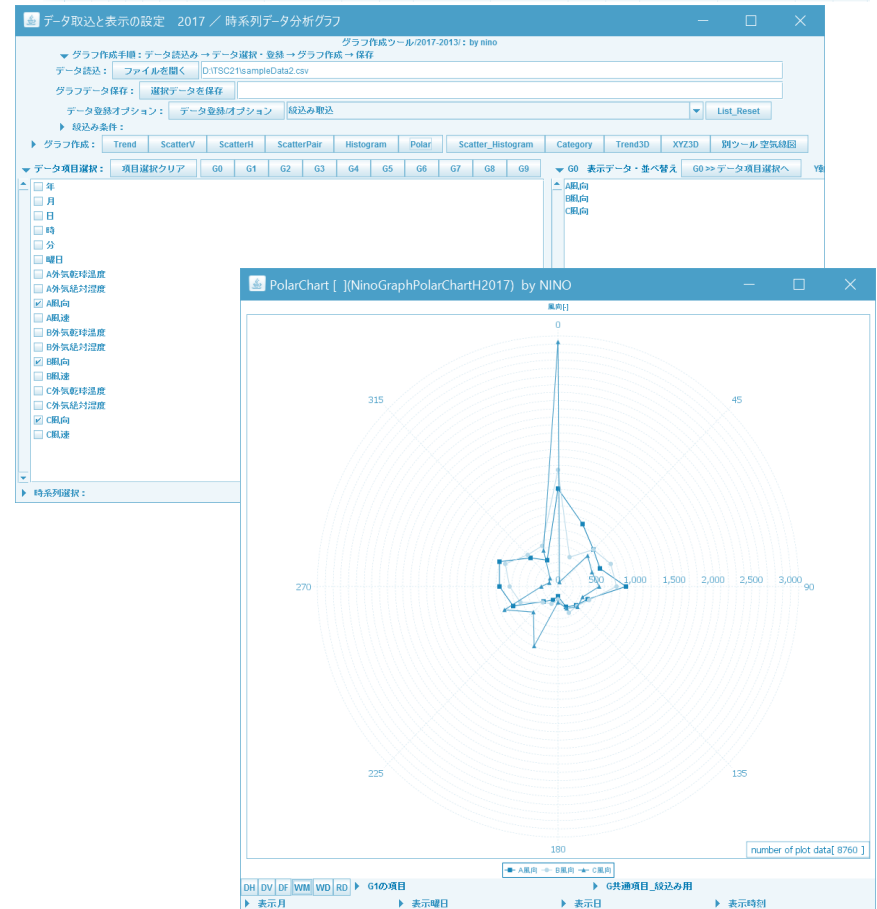 データ取込と表示の設定　2017 ／ 時系列データ分析グラフ
グラフ作成ツール/2017-2013/ : by nino
グラフ作成手順：データ読込み → データ選択・登録 → グラフ作成 → 保存
データ読込： ファイルを開く D:\TSC21\sampleData2.csv
グラフデータ保存： 選択データを保存
データ登録オプション： データ登録/オプション 絞込み取込 List_Reset
絞込み条件：
グラフ作成： Trend ScatterV ScatterH ScatterPair Histogram Polar Scatter_Histogram Category Trend3D XYZ3D 別ツール 空気線図
データ項目選択： 項目選択クリア G0 G1 G2 G3 G4 G5 G6 G7 G8 G9 G0 表示データ・並べ替え G0 >> データ項目選択へ
年
月
日
時
分
曜日
A外気乾球温度
A外気絶対湿度
A風向
A風速
B外気乾球温度
B外気絶対湿度
B風向
B風速
C外気乾球温度
C外気絶対湿度
C風向
C風速
時系列選択：
A風向
B風向
C風向
PolarChart [ ](NinoGraphPolarChartH2017) by NINO
風向[-]
0
315 45
270 0 500 1,000 1,500 2,000 2,500 3,000 90
225 135
180
number of plot data[ 8760 ]
A風向 B風向 C風向
DH DV DF WM WD RD G1の項目 G共通項目_絞込み用
表示月 表示曜日 表示日 表示時刻